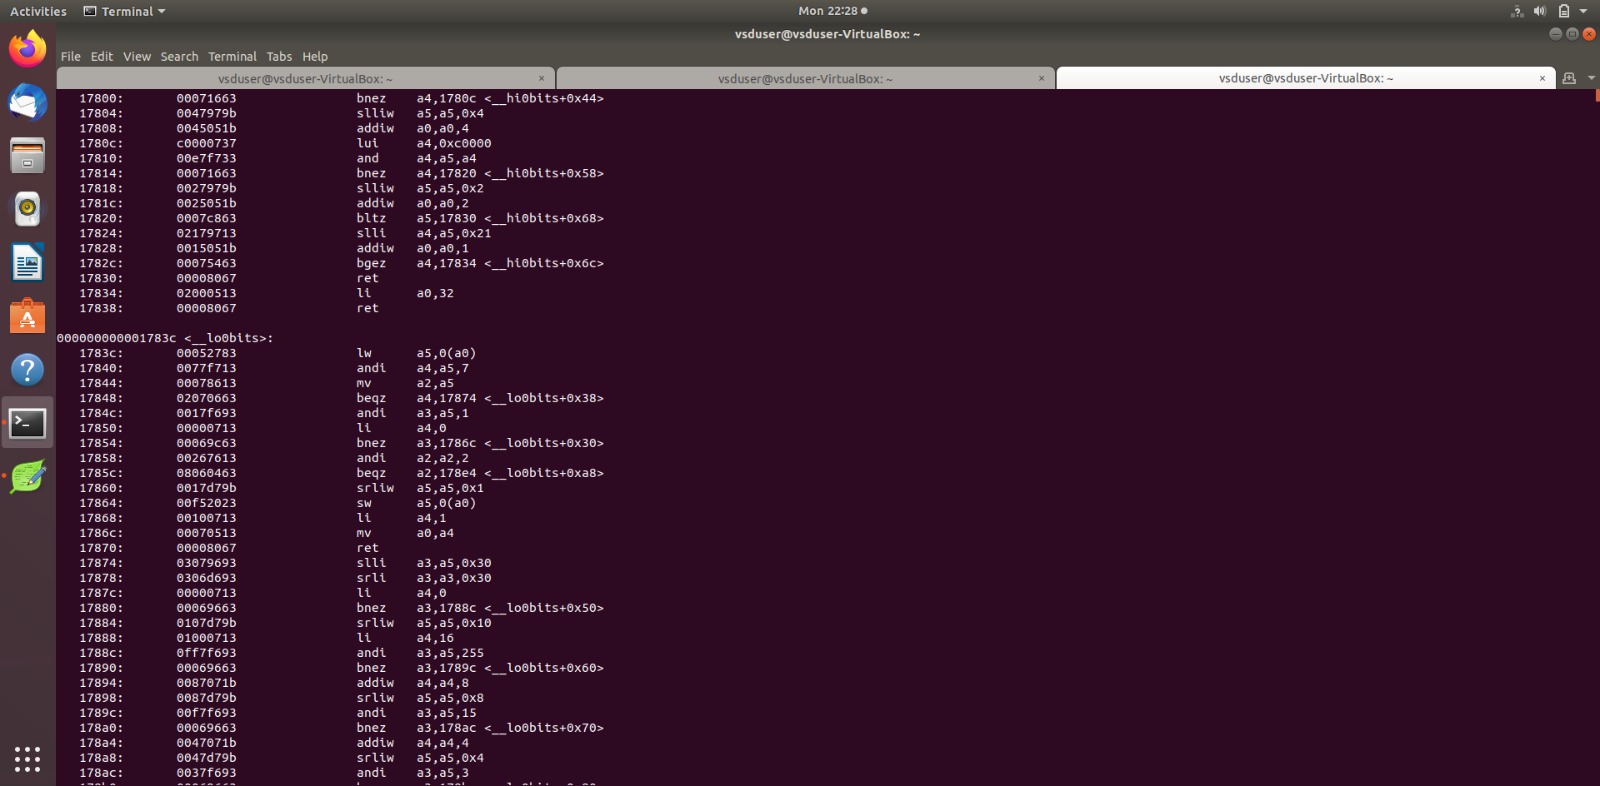 Activities Terminal Mon 22:28
vsduser@vsduser-VirtualBox: ~
File Edit View Search Terminal Tabs Help
vsduser@vsduser-VirtualBox: ~ × vsduser@vsduser-VirtualBox: ~ × vsduser@vsduser-VirtualBox: ~ ×
17800: 00071663 bnez a4,1780c <__hi0bits+0x44>
17804: 0047979b slliw a5,a5,0x4
17808: 0045051b addiw a0,a0,4
1780c: c0000737 lui a4,0xc0000
17810: 00e7f733 and a4,a5,a4
17814: 00071663 bnez a4,17820 <__hi0bits+0x58>
17818: 0027979b slliw a5,a5,0x2
1781c: 0025051b addiw a0,a0,2
17820: 0007c863 bltz a5,17830 <__hi0bits+0x68>
17824: 02179713 slli a4,a5,0x21
17828: 0015051b addiw a0,a0,1
1782c: 00075463 bgez a4,17834 <__hi0bits+0x6c>
17830: 00008067 ret
17834: 02000513 li a0,32
17838: 00008067 ret
000000000001783c <__lo0bits>:
1783c: 00052783 lw a5,0(a0)
17840: 0077f713 andi a4,a5,7
17844: 00078613 mv a2,a5
17848: 02070663 beqz a4,17874 <__lo0bits+0x38>
1784c: 0017f693 andi a3,a5,1
17850: 00000713 li a4,0
17854: 00069c63 bnez a3,1786c <__lo0bits+0x30>
17858: 00267613 andi a2,a2,2
1785c: 08060463 beqz a2,178e4 <__lo0bits+0xa8>
17860: 0017d79b srliw a5,a5,0x1
17864: 00f52023 sw a5,0(a0)
17868: 00100713 li a4,1
1786c: 00070513 mv a0,a4
17870: 00008067 ret
17874: 03079693 slli a3,a5,0x30
17878: 0306d693 srli a3,a3,0x30
1787c: 00000713 li a4,0
17880: 00069663 bnez a3,1788c <__lo0bits+0x50>
17884: 0107d79b srliw a5,a5,0x10
17888: 01000713 li a4,16
1788c: 0ff7f693 andi a3,a5,255
17890: 00069663 bnez a3,1789c <__lo0bits+0x60>
17894: 0087071b addiw a4,a4,8
17898: 0087d79b srliw a5,a5,0x8
1789c: 00f7f693 andi a3,a5,15
178a0: 00069663 bnez a3,178ac <__lo0bits+0x70>
178a4: 0047071b addiw a4,a4,4
178a8: 0047d79b srliw a5,a5,0x4
178ac: 0037f693 andi a3,a5,3